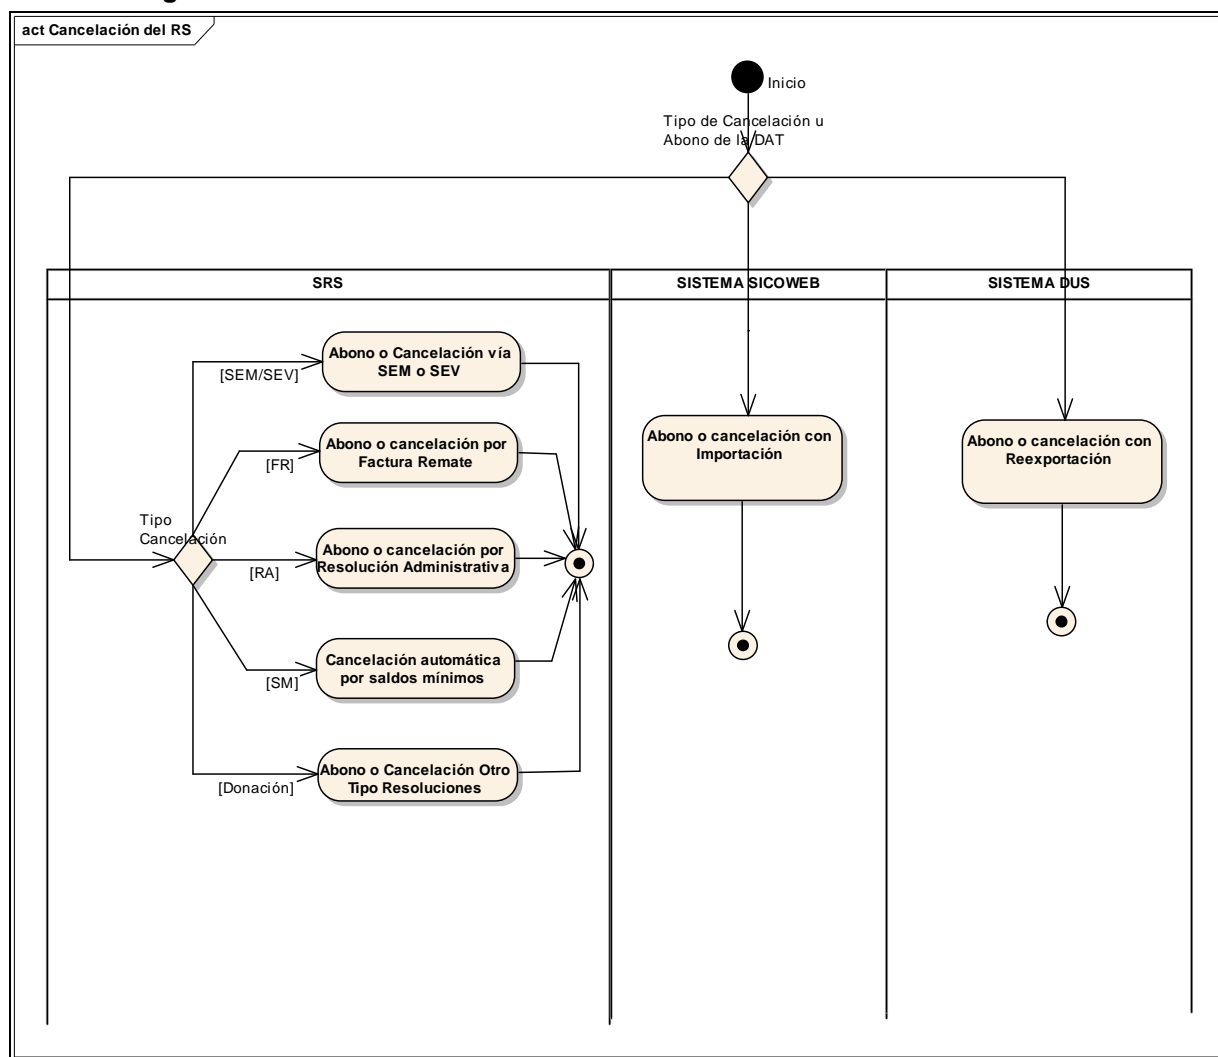 act Cancelación del RS
Inicio
Tipo de Cancelación u
Abono de la DAT
SRS
SISTEMA SICOWEB
SISTEMA DUS
Abono o Cancelación vía
SEM o SEV
[SEM/SEV]
Abono o cancelación por
Factura Remate
[FR]
Abono o cancelación con
Importación
Abono o cancelación con
Reexportación
Tipo
Cancelación
Abono o cancelación por
Resolución Administrativa
[RA]
Cancelación automática
por saldos mínimos
[SM]
Abono o Cancelación Otro
Tipo Resoluciones
[Donación]